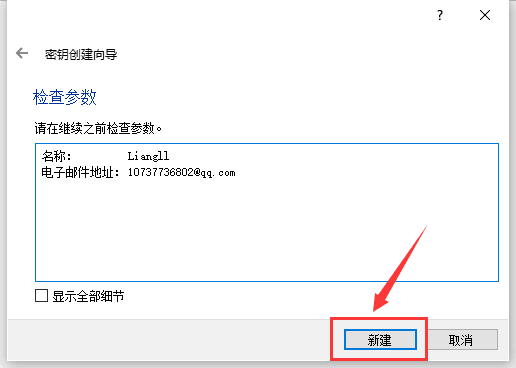 ?
密钥创建向导
检查参数
请在继续之前检查参数。
名称: Liangll
电子邮件地址: 10737736802@qq.com
显示全部细节
新建 取消